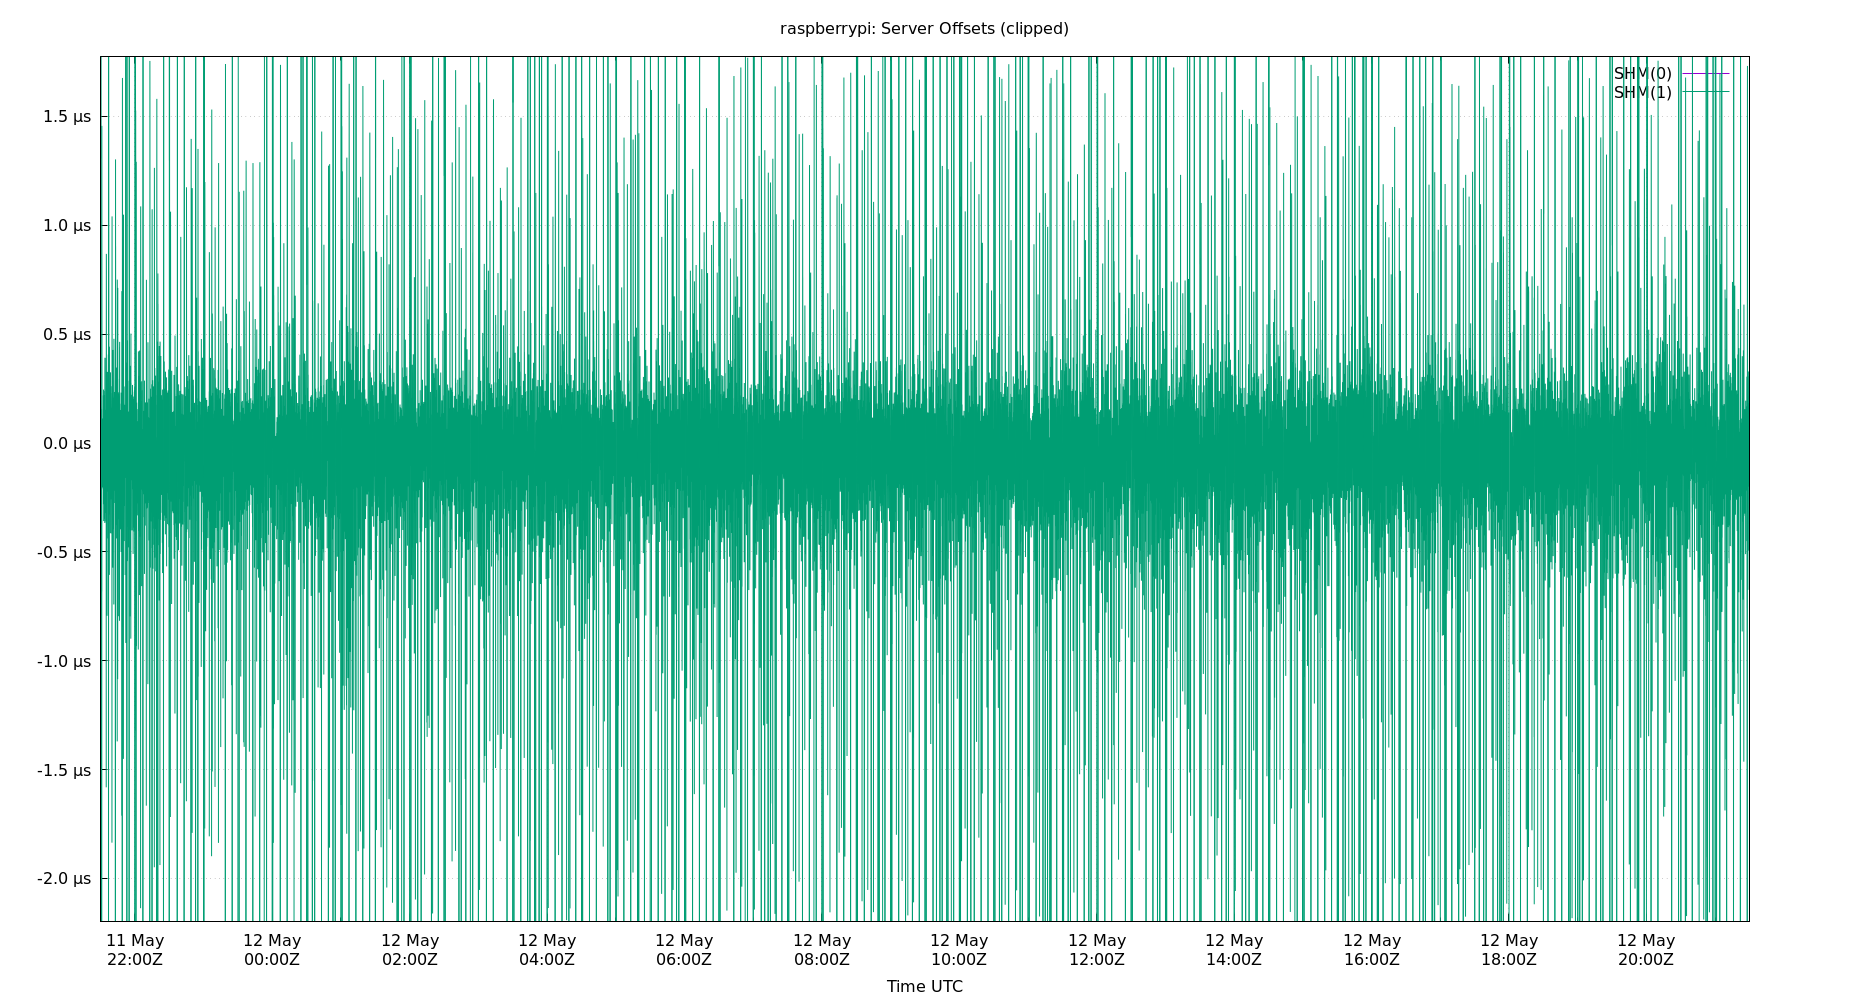 raspberrypi: Server Offsets (clipped)
SHM(0)
SHM(1)
1.5 µs
1.0 µs
0.5 µs
0.0 µs
-0.5 µs
-1.0 µs
-1.5 µs
-2.0 µs
11 May 12 May 12 May 12 May 12 May 12 May 12 May 12 May 12 May 12 May 12 May 12 May
22:00Z 00:00Z 02:00Z 04:00Z 06:00Z 08:00Z 10:00Z 12:00Z 14:00Z 16:00Z 18:00Z 20:00Z
Time UTC